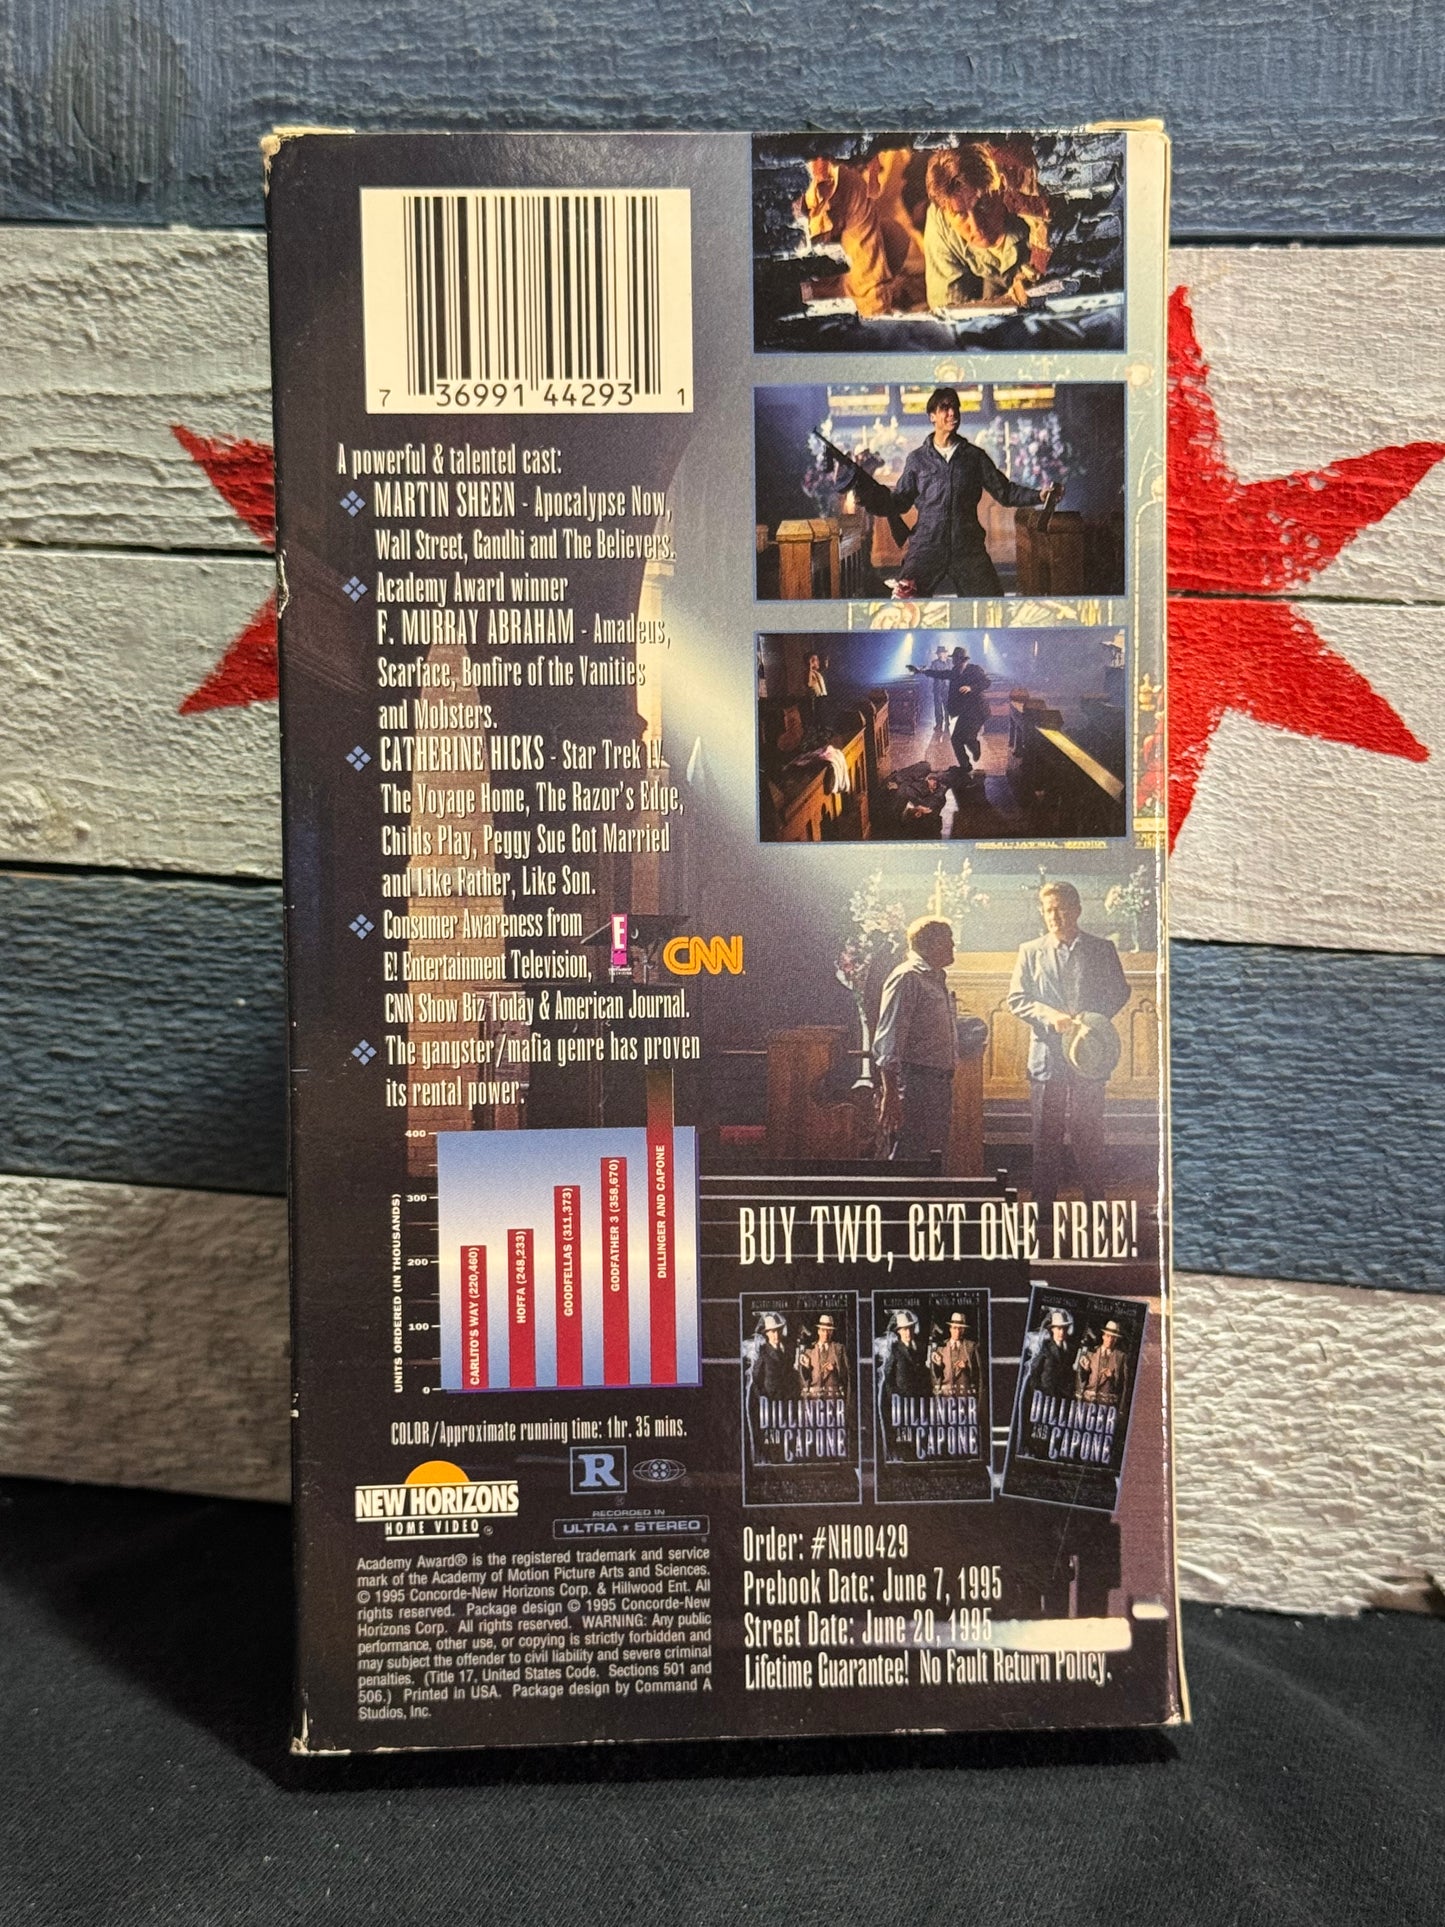 7 36991 44293 1
A powerful & talented cast:
MARTIN SHEEN - Apocalypse Now,
Wall Street, Gandhi and The Believers.
Academy Award winner
F. MURRAY ABRAHAM - Amadeus,
Scarface, Bonfire of the Vanities
and Mobsters.
CATHERINE HICKS - Star Trek IV
The Voyage Home, The Razor's Edge,
Childs Play, Peggy Sue Got Married
and Like Father, Like Son.
Consumer Awareness from
E! Entertainment Television,
CNN Show Biz Today & American Journal.
E!
CNN
The gangster/mafia genre has proven
its rental power.
UNITS ORDERED (IN THOUSANDS)
400
300
200
100
0
CARLITO'S WAY (220,460)
HOFFA (248,233)
GOODFELLAS (311,373)
GODFATHER 3 (358,670)
DILLINGER AND CAPONE
COLOR/Approximate running time: 1hr. 35 mins.
NEW HORIZONS
HOME VIDEO
R
RECORDED IN
ULTRA ★ STEREO
Academy Award® is the registered trademark and service
mark of the Academy of Motion Picture Arts and Sciences.
© 1995 Concorde-New Horizons Corp. & Hillwood Ent. All
rights reserved. Package design © 1995 Concorde-New
Horizons Corp. All rights reserved. WARNING: Any public
performance, other use, or copying is strictly forbidden and
may subject the offender to civil liability and severe criminal
penalties. (Title 17, United States Code. Sections 501 and
506.) Printed in USA. Package design by Command A
Studios, Inc.
BUY TWO, GET ONE FREE!
DILLINGER
AND CAPONE
DILLINGER
AND CAPONE
DILLINGER
AND CAPONE
Order: #NH00429
Prebook Date: June 7, 1995
Street Date: June 20, 1995
Lifetime Guarantee! No Fault Return Policy.